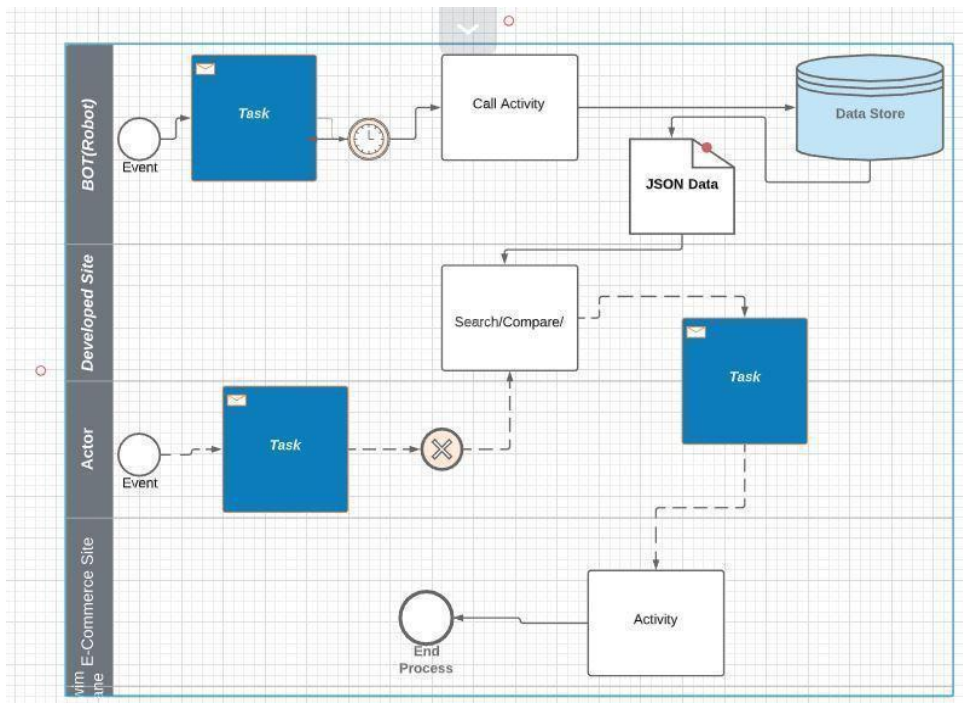 BOT(Robot)
Event
Task
Call Activity
Data Store
JSON Data
Developed Site
Search/Compare/
Task
Actor
Event
Task
E-Commerce Site
Activity
End
Process